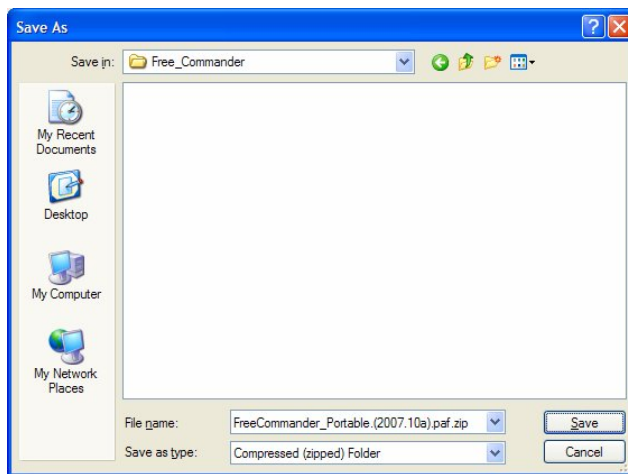 Save As
Save in: Free_Commander
My Recent
Documents
Desktop
My Computer
My Network
Places
File name: FreeCommander_Portable.(2007.10a).paf.zip Save
Save as type: Compressed (zipped) Folder Cancel